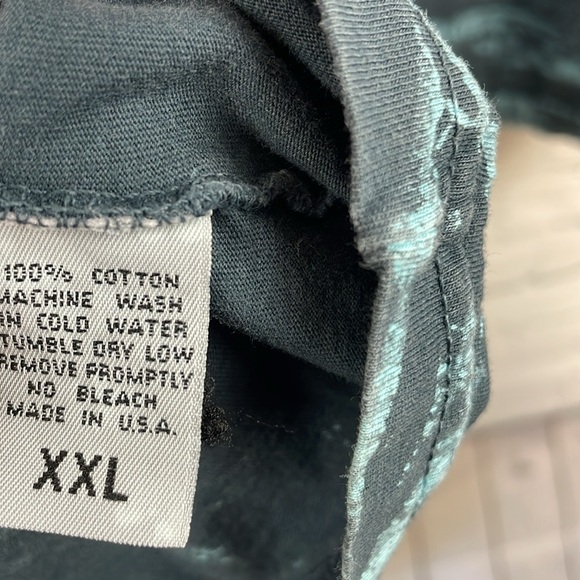 100% COTTON
MACHINE WASH
IN COLD WATER
TUMBLE DRY LOW
REMOVE PROMPTLY
NO BLEACH
MADE IN U.S.A.
XXL